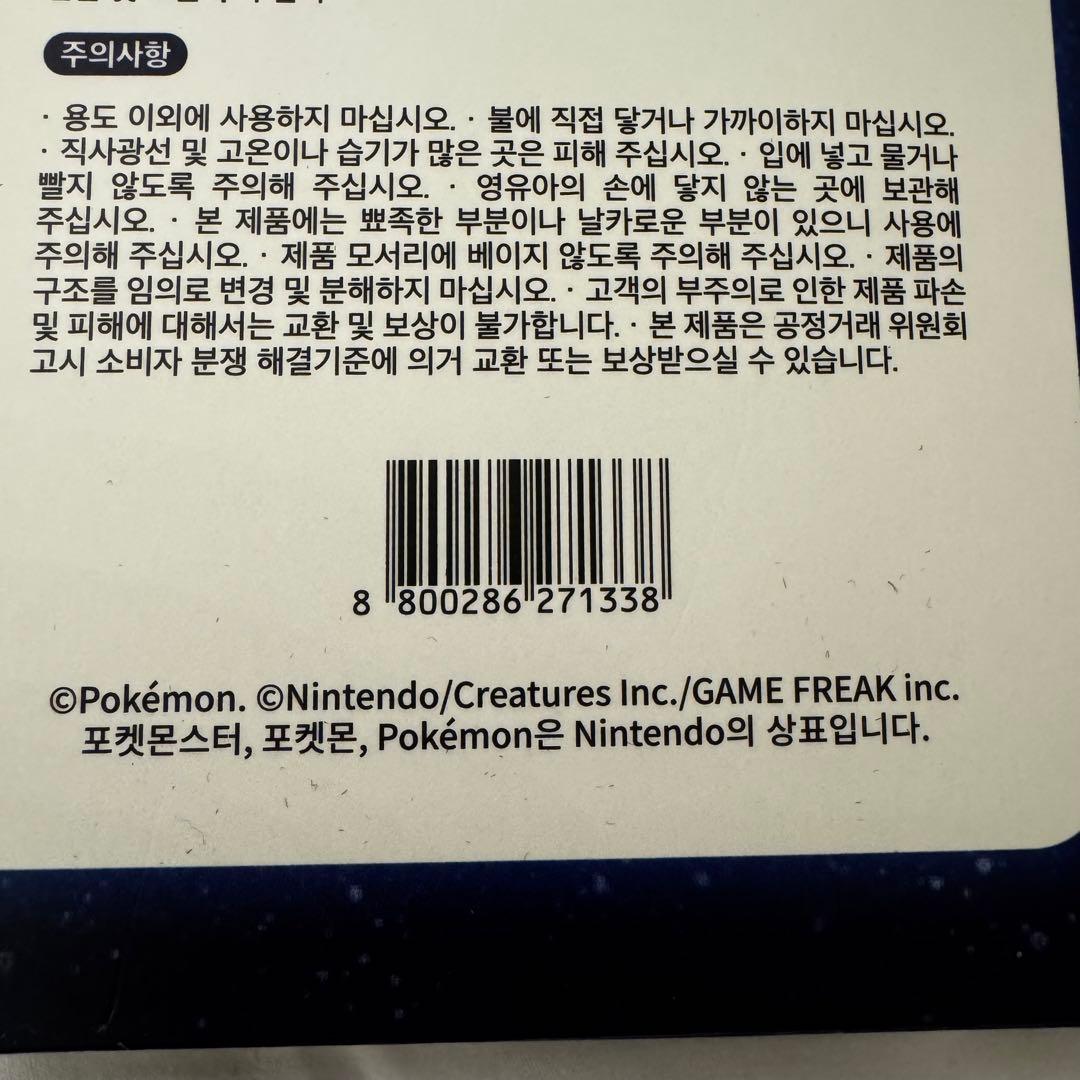 주의사항
· 용도 이외에 사용하지 마십시오. · 불에 직접 닿거나 가까이하지 마십시오.
· 직사광선 및 고온이나 습기가 많은 곳은 피해 주십시오. · 입에 넣고 물거나
빨지 않도록 주의해 주십시오. · 영유아의 손에 닿지 않는 곳에 보관해
주십시오. · 본 제품에는 뾰족한 부분이나 날카로운 부분이 있으니 사용에
주의해 주십시오. · 제품 모서리에 베이지 않도록 주의해 주십시오. · 제품의
구조를 임의로 변경 및 분해하지 마십시오. · 고객의 부주의로 인한 제품 파손
및 피해에 대해서는 교환 및 보상이 불가합니다. · 본 제품은 공정거래 위원회
고시 소비자 분쟁 해결기준에 의거 교환 또는 보상받으실 수 있습니다.
8 800286 271338
©Pokémon. ©Nintendo/Creatures Inc./GAME FREAK inc.
포켓몬스터, 포켓몬, Pokémon은 Nintendo의 상표입니다.